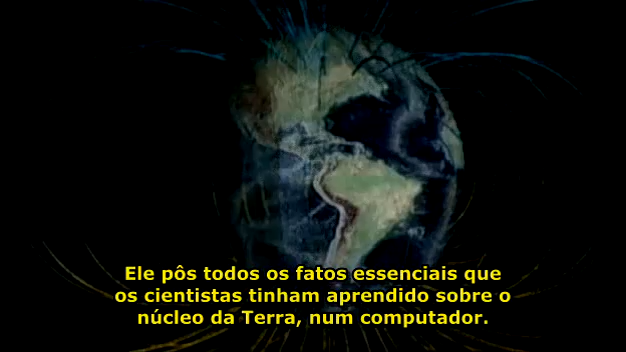 Ele pôs todos os fatos essenciais que
os cientistas tinham aprendido sobre o
núcleo da Terra, num computador.